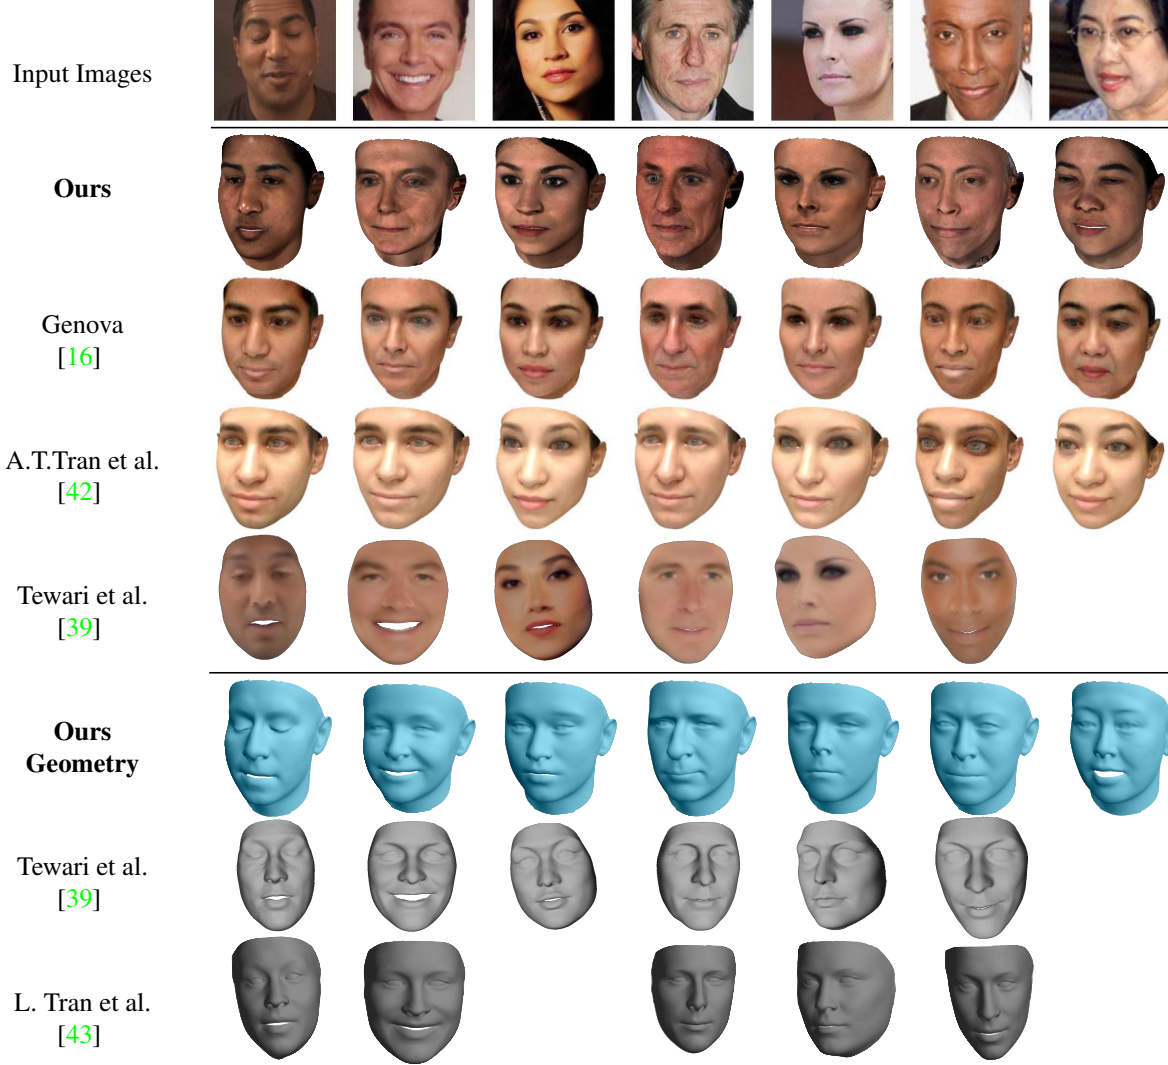 Input Images
Ours
Genova
[16]
A.T.Tran et al.
[42]
Tewari et al.
[39]
Ours
Geometry
Tewari et al.
[39]
L. Tran et al.
[43]